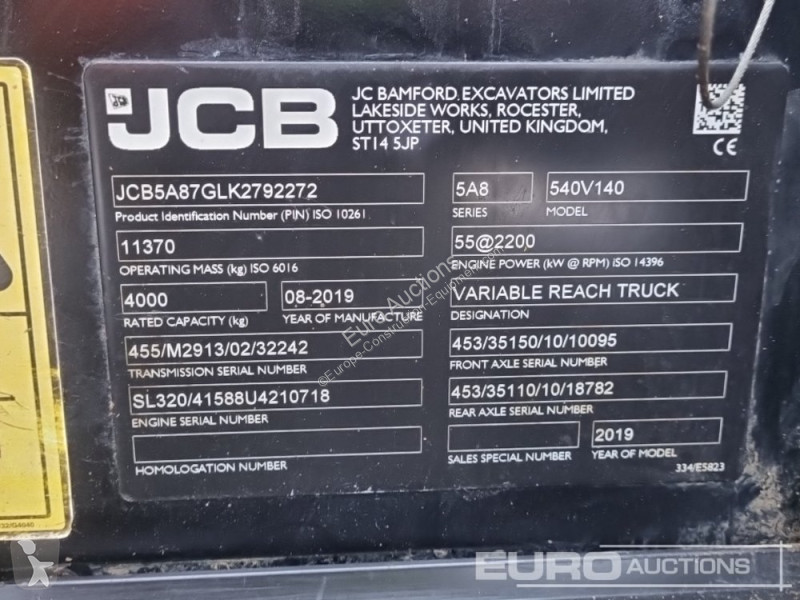 JCB
JC BAMFORD, EXCAVATORS LIMITED
LAKESIDE WORKS, ROCESTER,
UTTOXETER, UNITED KINGDOM,
ST14 5JP
CE
JCB5A87GLK2792272
Product Identification Number (PIN) ISO 10261
5A8
SERIES
540V140
MODEL
11370
OPERATING MASS (kg) ISO 6016
55@2200
ENGINE POWER (kW @ RPM) ISO 14396
4000
RATED CAPACITY (kg)
08-2019
YEAR OF MANUFACTURE
VARIABLE REACH TRUCK
DESIGNATION
455/M2913/02/32242
TRANSMISSION SERIAL NUMBER
453/35150/10/10095
FRONT AXLE SERIAL NUMBER
SL320/41588U4210718
ENGINE SERIAL NUMBER
453/35110/10/18782
REAR AXLE SERIAL NUMBER
HOMOLOGATION NUMBER
SALES SPECIAL NUMBER
2019
YEAR OF MODEL
334/E5823
Euro Auctions
©Europe-Construction-Equipment.com
EURO AUCTIONS